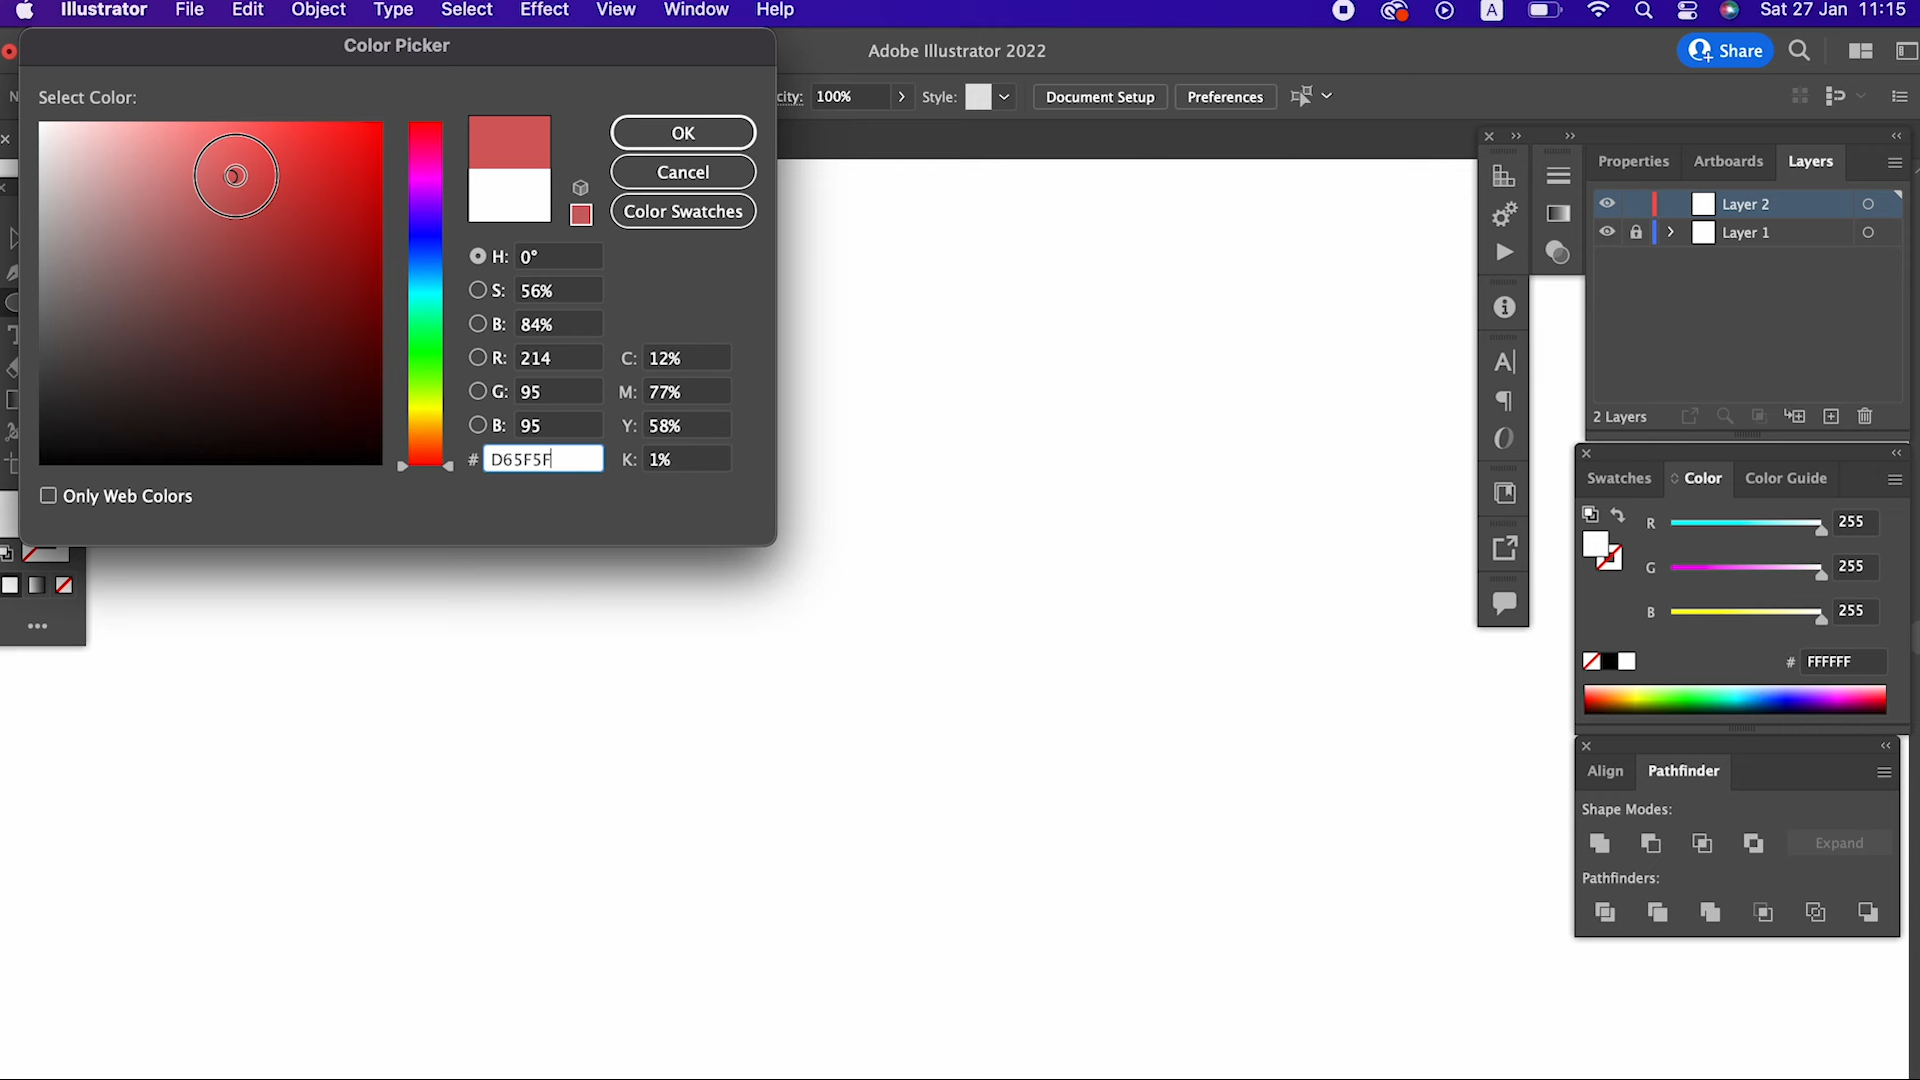 Illustrator File Edit Object Type Select Effect View Window Help A Sat 27 Jan 11:15
Color Picker
Adobe Illustrator 2022
Share
Select Color:
city: 100% Style: Document Setup Preferences
OK
Cancel
Color Swatches
H: 0°
S: 56%
B: 84%
R: 214 C: 12%
G: 95 M: 77%
B: 95 Y: 58%
# D65F5F K: 1%
Only Web Colors
Properties Artboards Layers
Layer 2
Layer 1
2 Layers
Swatches Color Color Guide
R 255
G 255
B 255
# FFFFFF
Align Pathfinder
Shape Modes:
Expand
Pathfinders: